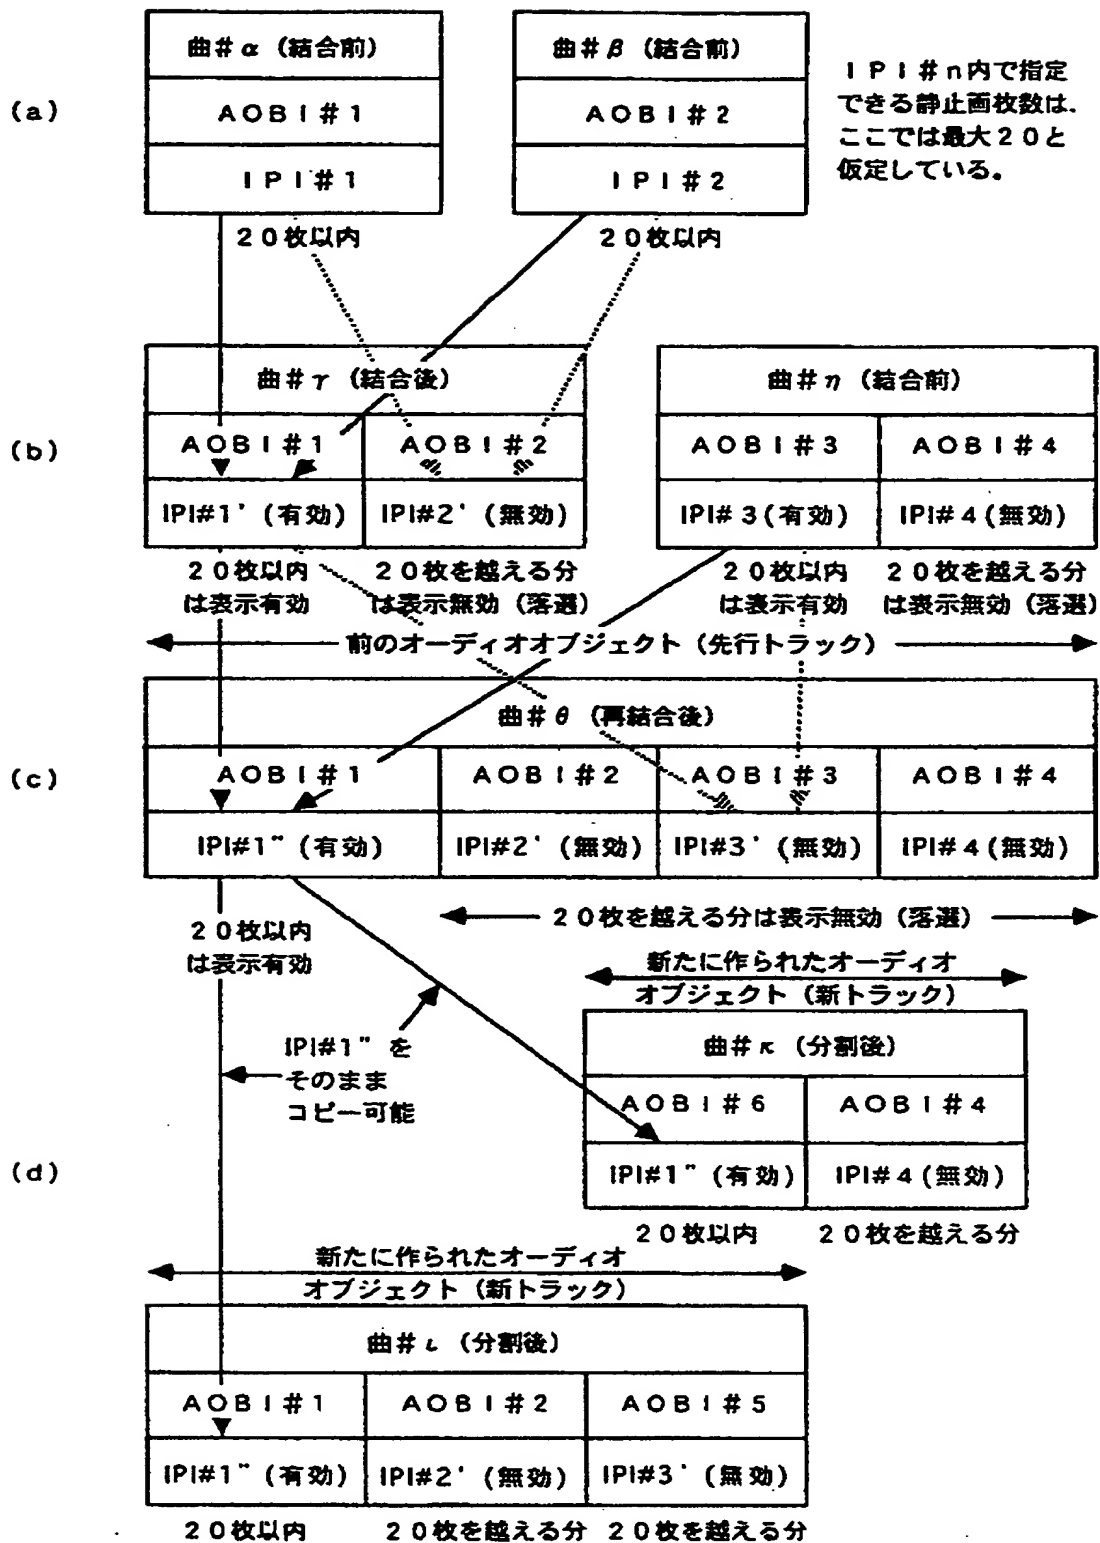 曲#α (結合前)
曲#β (結合前)
IPI#n内で指定
できる静止画枚数は、
ここでは最大20と
仮定している。
(a)
AOBI#1
AOBI#2
IPI#1
IPI#2
20枚以内
20枚以内
曲#γ (結合後)
曲#η (結合前)
(b)
AOBI#1
AOBI#2
AOBI#3
AOBI#4
IPI#1' (有効)
IPI#2' (無効)
IPI#3(有効)
IPI#4(無効)
20枚以内
は表示有効
20枚を越える分
は表示無効(落選)
20枚以内
は表示有効
20枚を越える分
は表示無効(落選)
前のオーディオオブジェクト(先行トラック)
曲#θ (再結合後)
(c)
AOBI#1
AOBI#2
AOBI#3
AOBI#4
IPI#1" (有効)
IPI#2' (無効)
IPI#3' (無効)
IPI#4(無効)
20枚以内
は表示有効
20枚を越える分は表示無効(落選)
新たに作られたオーディオ
オブジェクト(新トラック)
IPI#1" を
そのまま
コピー可能
曲#κ (分割後)
AOBI#6
AOBI#4
(d)
IPI#1" (有効)
IPI#4(無効)
20枚以内
20枚を越える分
新たに作られたオーディオ
オブジェクト(新トラック)
曲#ι (分割後)
AOBI#1
AOBI#2
AOBI#5
IPI#1" (有効)
IPI#2' (無効)
IPI#3' (無効)
20枚以内
20枚を越える分
20枚を越える分